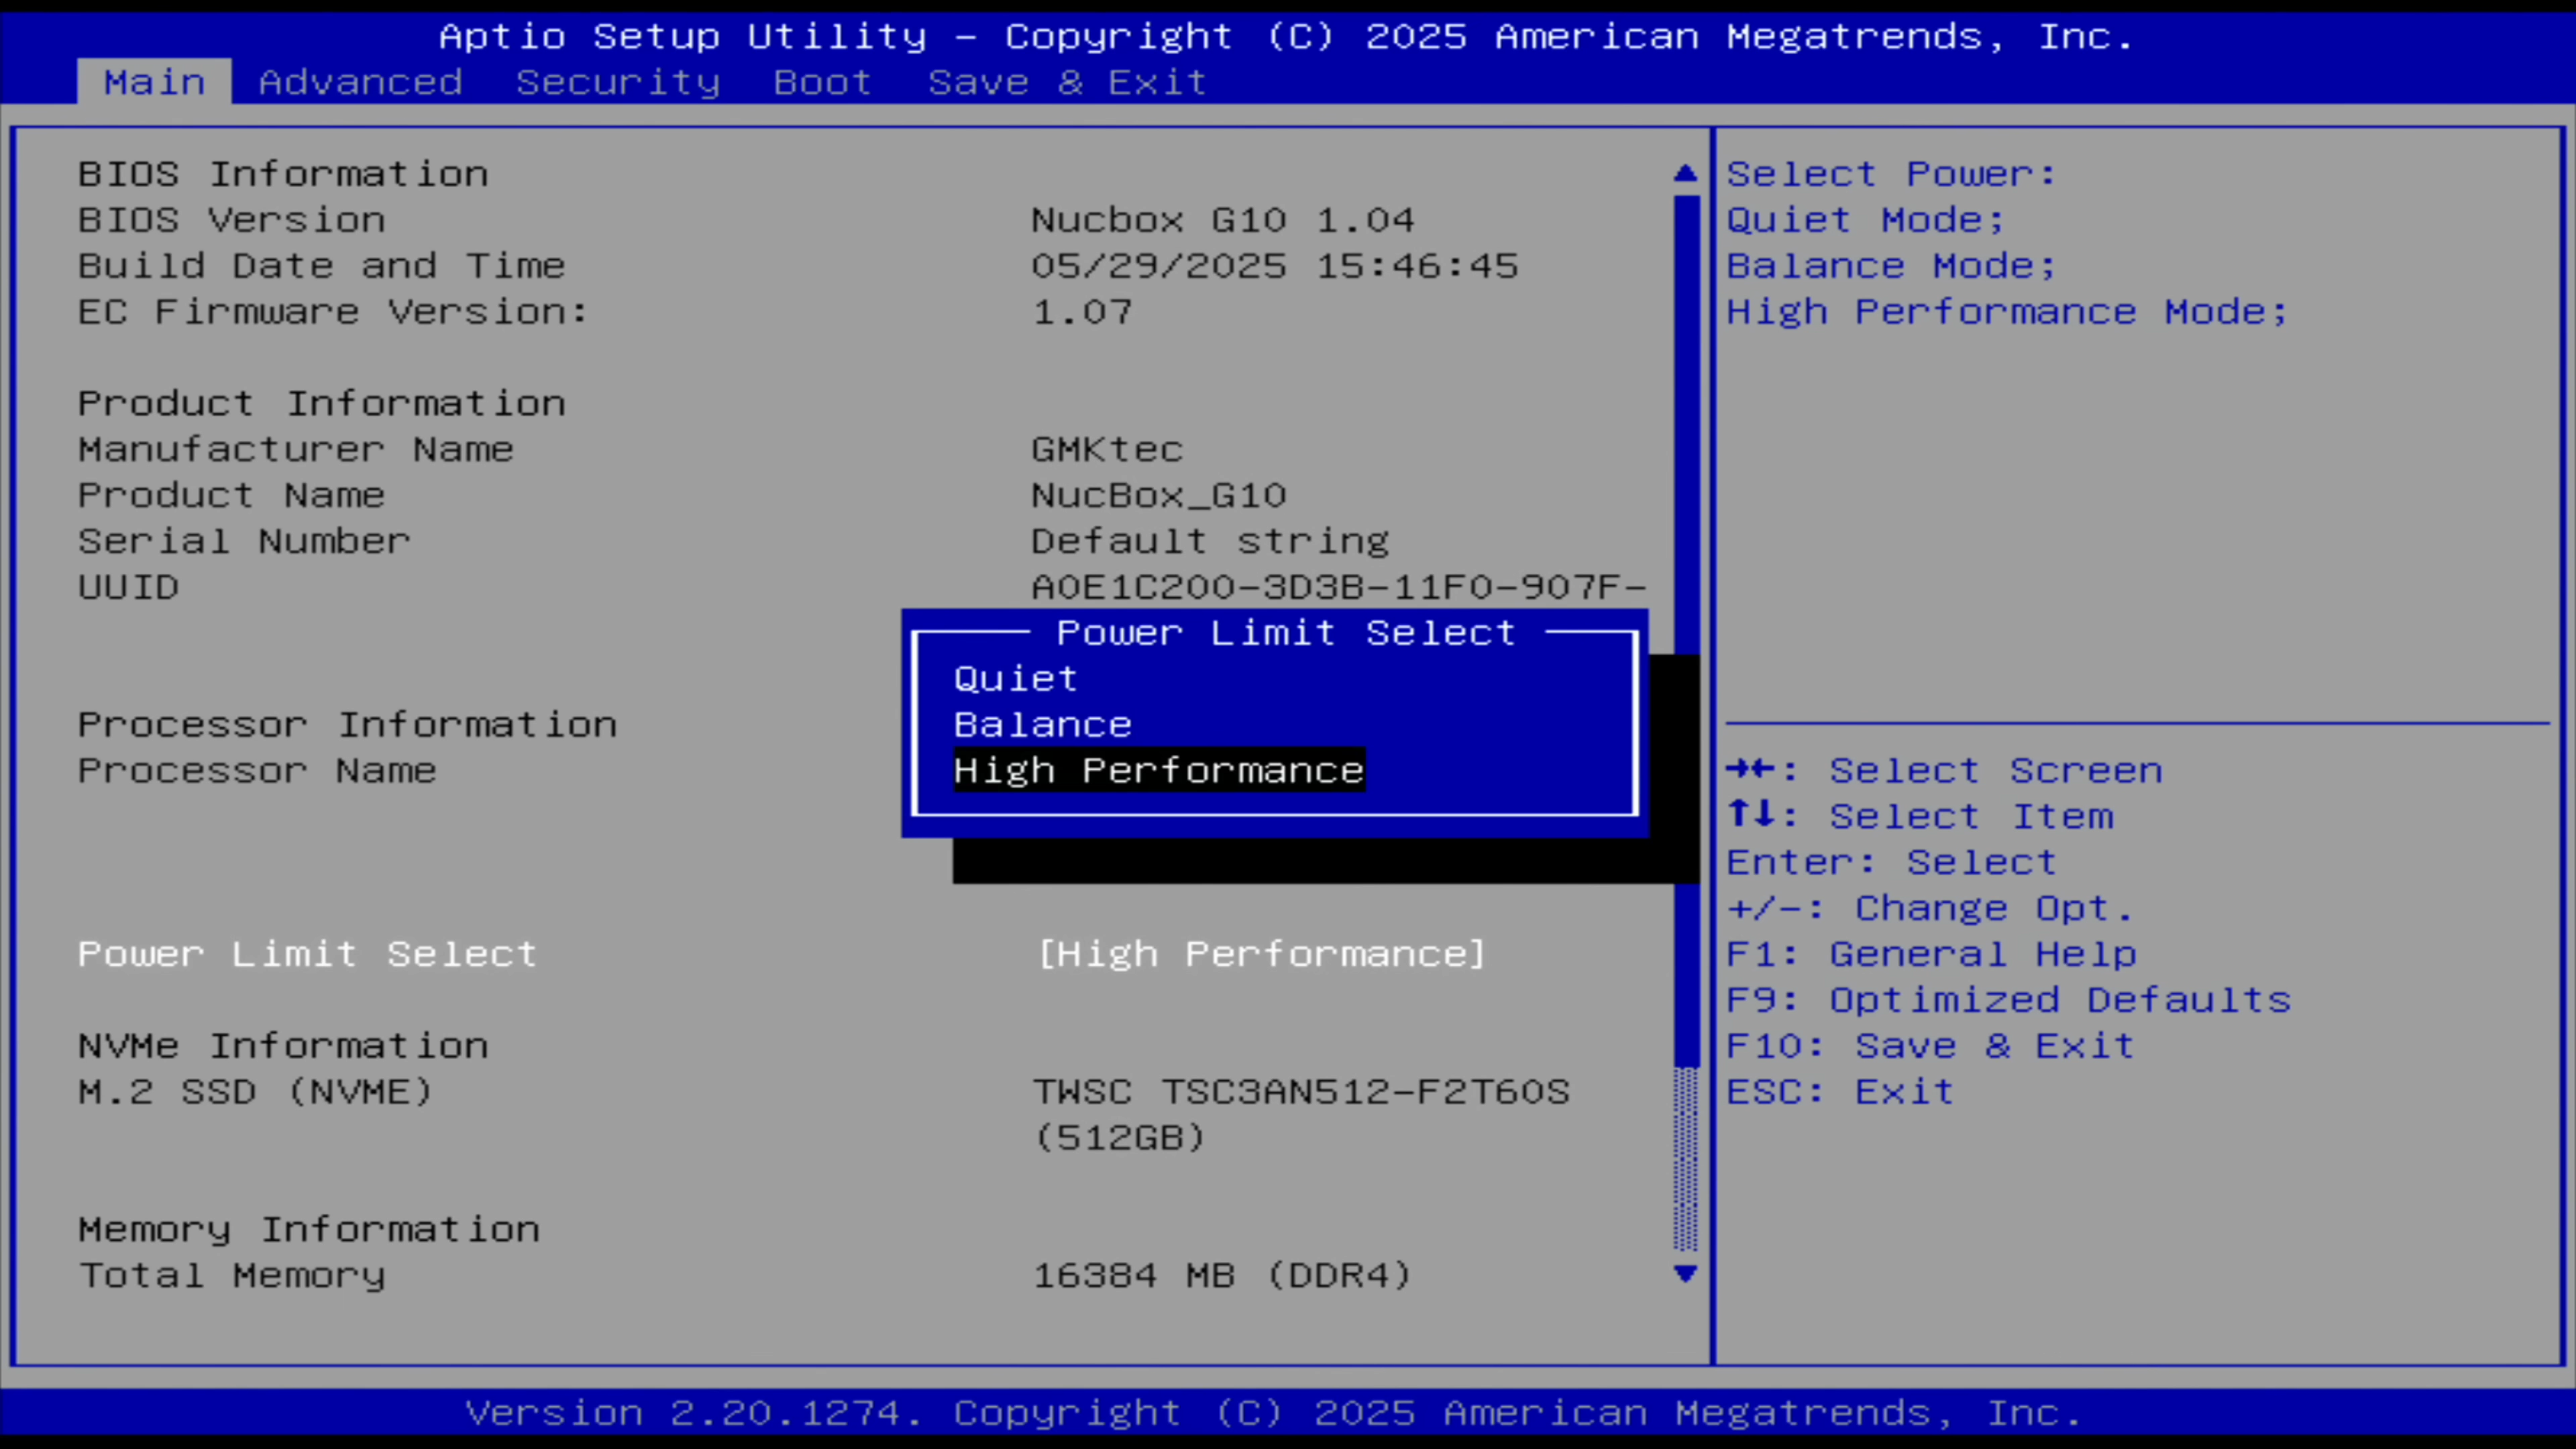 Aptio Setup Utility – Copyright (C) 2025 American Megatrends, Inc.
Main Advanced Security Boot Save & Exit
BIOS Information
BIOS Version Nucbox G10 1.04
Build Date and Time 05/29/2025 15:46:45
EC Firmware Version: 1.07
Product Information
Manufacturer Name GMKtec
Product Name NucBox_G10
Serial Number Default string
UUID A0E1C200-3D3B-11F0-907F-
Processor Information
Processor Name
Power Limit Select
Quiet
Balance
High Performance
Power Limit Select [High Performance]
NVMe Information
M.2 SSD (NVME) TWSC TSC3AN512-F2T60S
(512GB)
Memory Information
Total Memory 16384 MB (DDR4)
Select Power:
Quiet Mode;
Balance Mode;
High Performance Mode;
→←: Select Screen
↑↓: Select Item
Enter: Select
+/-: Change Opt.
F1: General Help
F9: Optimized Defaults
F10: Save & Exit
ESC: Exit
Version 2.20.1274. Copyright (C) 2025 American Megatrends, Inc.